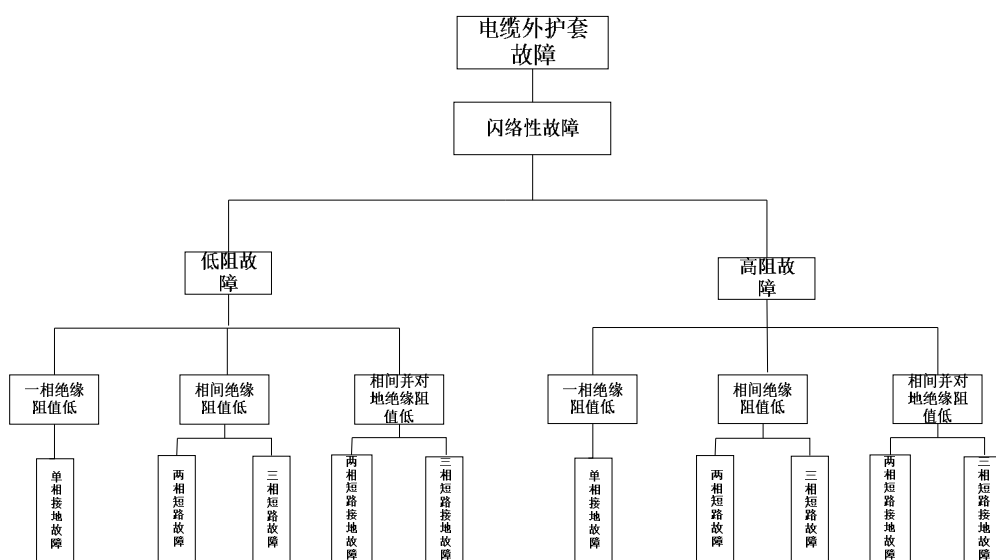 电缆外护套
故障
闪络性故障
低阻故
障
高阻故
障
一相绝缘
阻值低
相间绝缘
阻值低
相间并对
地绝缘阻
值低
一相绝缘
阻值低
相间绝缘
阻值低
相间并对
地绝缘阻
值低
单相接地故障
两相短路故障
三相短路故障
两相短路接地故障
三相短路接地故障
单相接地故障
两相短路故障
三相短路故障
两相短路接地故障
三相短路接地故障